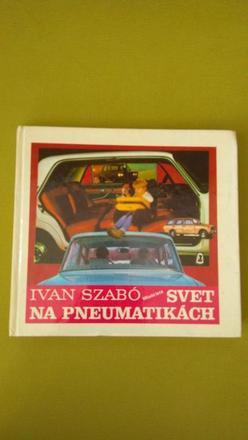 IVAN SZABÓ SVET
NA PNEUMATIKÁCH